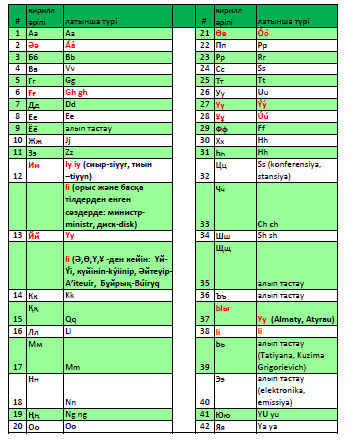 # кирилл әріпі латынша түрі
1 Аа Aa
2 Әә Áá
3 Бб Bb
4 Вв Vv
5 Гг Gg
6 Ғғ Gh gh
7 Дд Dd
8 Ее Ee
9 Ёё алып тастау
10 Жж Jj
11 Зз Zz
12 Ии Iy iy (сиыр-siyyr, тиын
–tiyyn)
Ii (орыс және басқа
тілдерден енген
сөздерде: министр-
ministr, диск-disk)
13 Йй Yy
Ii (Ә,Ө,Ү,Ұ -ден кейін: Үй-
Ýi, күйініп-kýiinip, Әйтеуір-
A'iteuir, Бұйрық-Búiryq
14 Кк Kk
15 Ққ Qq
16 Лл Ll
17 Мм Mm
18 Нн Nn
19 Ңң Ng ng
20 Оо Oo
# кирилл әріпі латынша түрі
21 Өө Óó
22 Пп Pp
23 Рр Rr
24 Сс Ss
25 Тт Tt
26 Уу Uu
27 Үү Ýý
28 Ұұ Úú
29 Фф Ff
30 Хх Hh
31 Һһ Hh
32 Цц Ss (konferensiya,
stansiya)
33 Чч Ch ch
34 Шш Sh sh
35 Щщ алып тастау
36 Ъъ алып тастау
37 Ыы Yy (Almaty, Atyrau)
38 Іі Ii
39 Ьь алып тастау
(Tatiyana, Kuzima
Grigorievich)
40 Ээ алып тастау
(elektronika,
emissiya)
41 Юю YU yu
42 Яя Ya ya